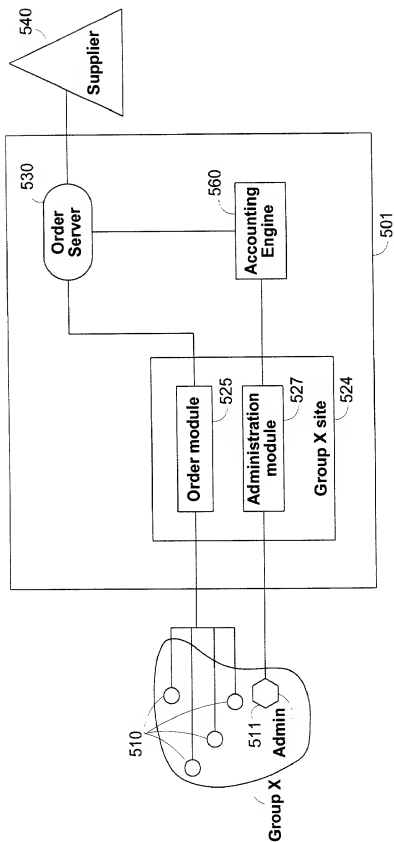 540
Supplier
530
Order
Server
560
Accounting
Engine
501
Order module
525
Administration
module
527
Group X site
524
510
511
Admin
Group X